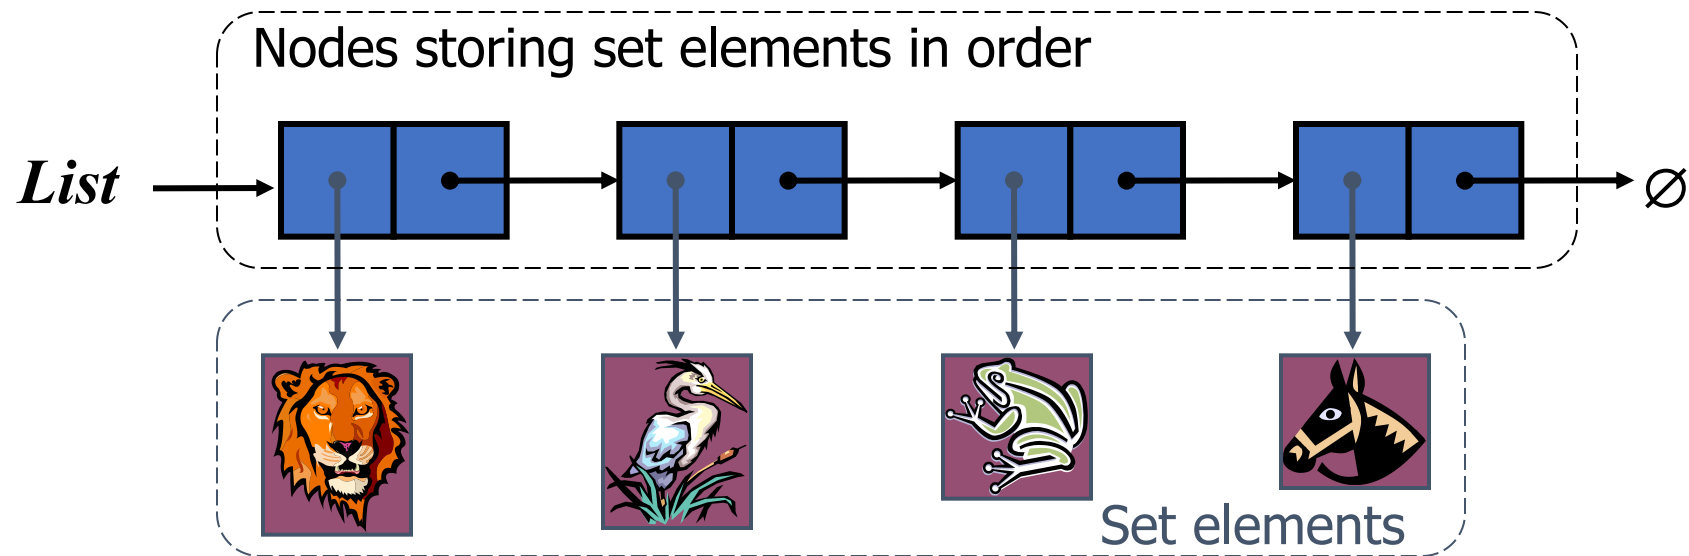 Nodes storing set elements in order
List
∅
Set elements